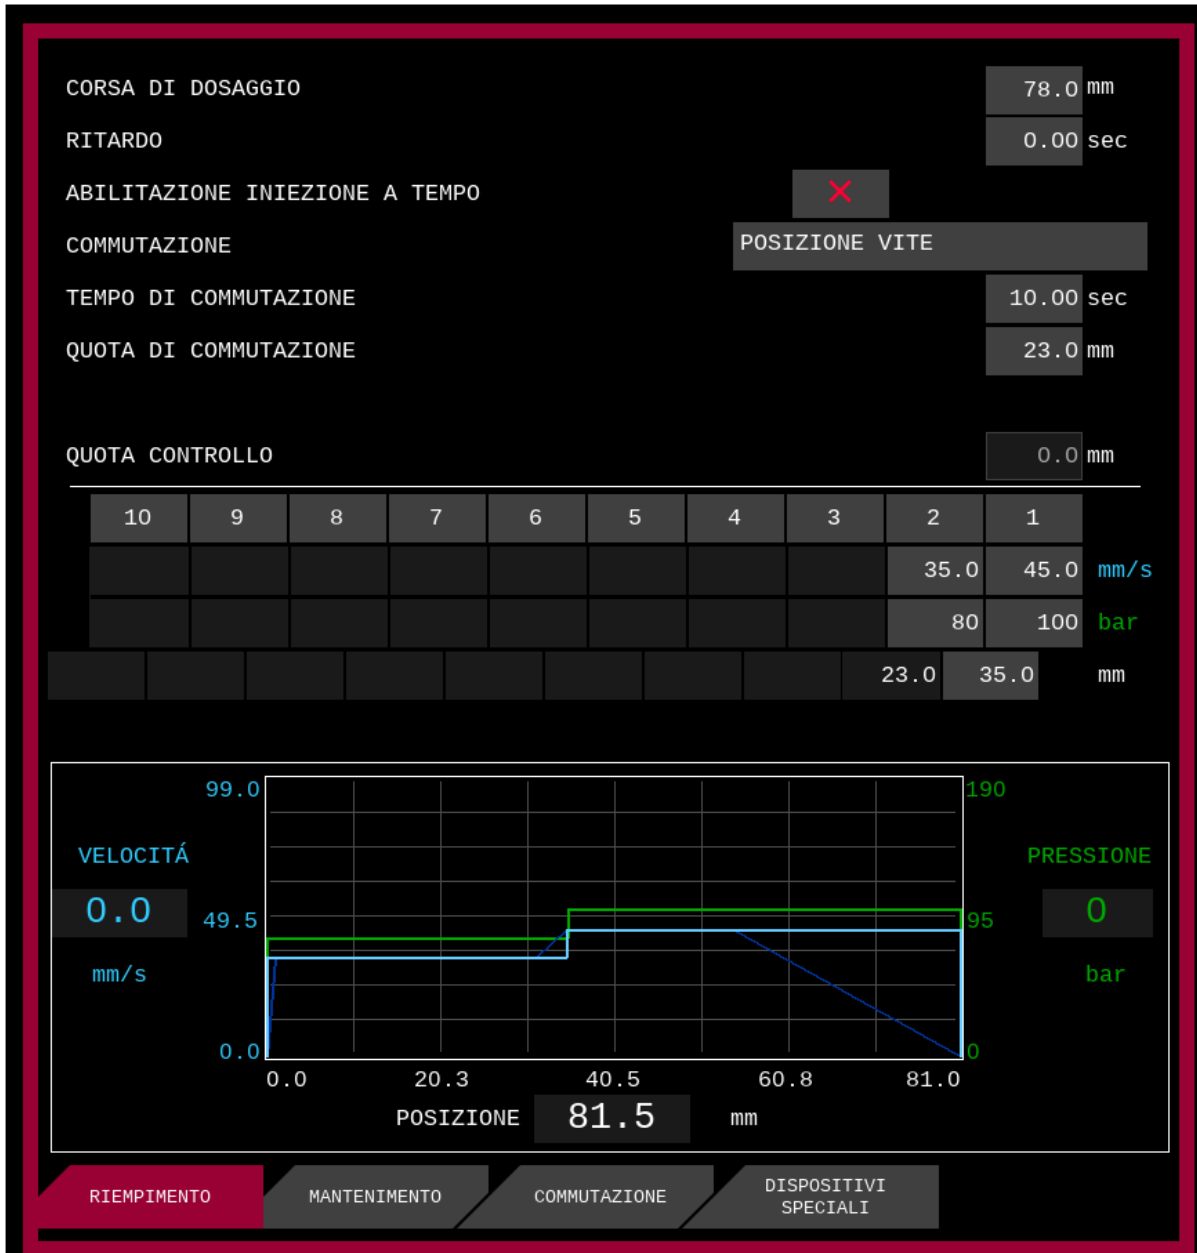 CORSA DI DOSAGGIO 78.0 mm
RITARDO 0.00 sec
ABILITAZIONE INIEZIONE A TEMPO
COMMUTAZIONE POSIZIONE VITE
TEMPO DI COMMUTAZIONE 10.00 sec
QUOTA DI COMMUTAZIONE 23.0 mm
QUOTA CONTROLLO 0.0 mm
10 9 8 7 6 5 4 3 2 1
35.0 45.0 mm/s
80 100 bar
23.0 35.0 mm
99.0 190
VELOCITÁ PRESSIONE
0.0 49.5 95 0
mm/s bar
0.0 0
0.0 20.3 40.5 60.8 81.0
POSIZIONE 81.5 mm
RIEMPIMENTO MANTENIMENTO COMMUTAZIONE DISPOSITIVI
SPECIALI